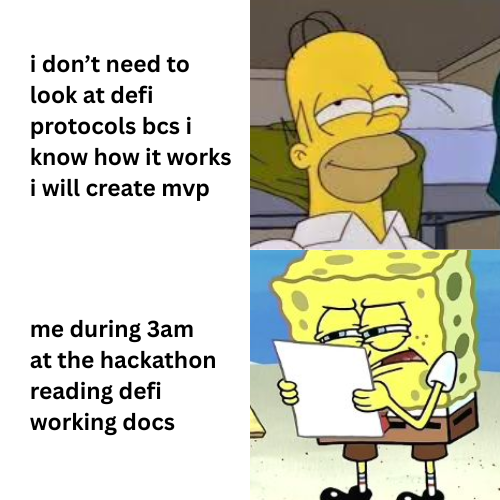 i don’t need to
look at defi
protocols bcs i
know how it works
i will create mvp
me during 3am
at the hackathon
reading defi
working docs